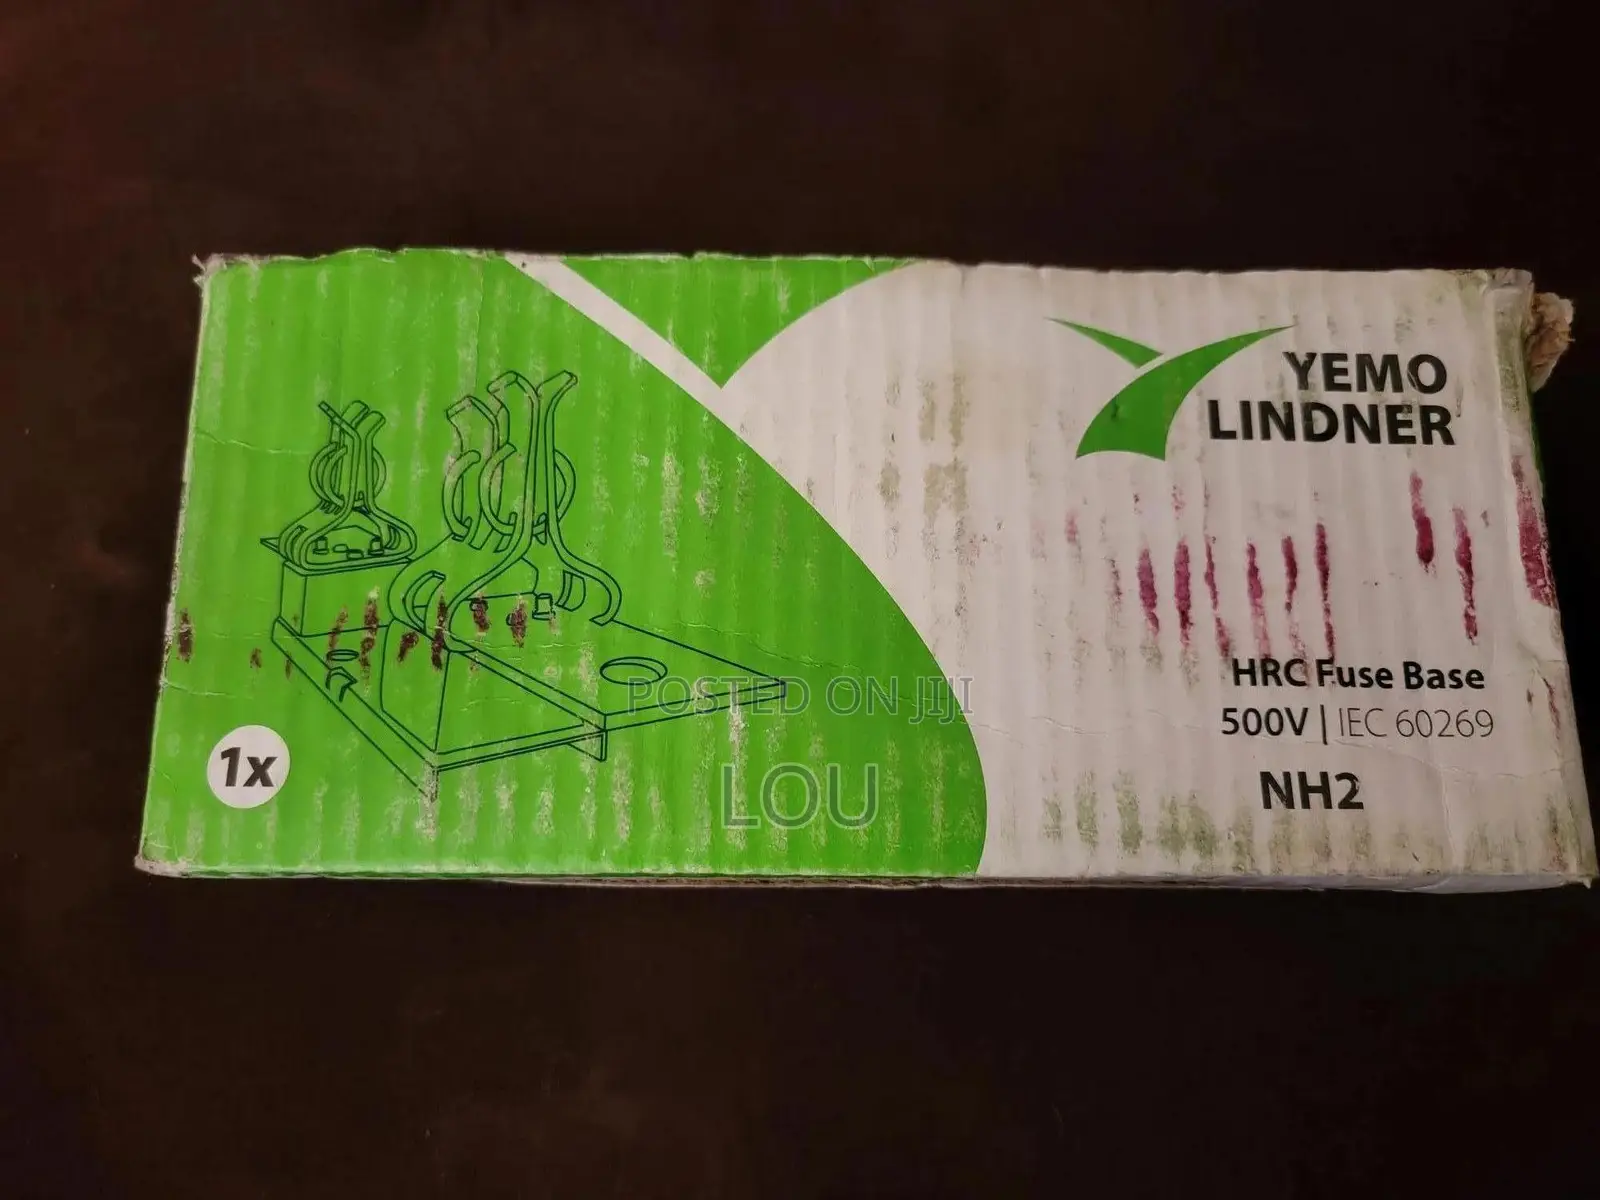 YEMO
LINDNER
HRC Fuse Base
500V | IEC 60269
NH2
1x
POSTED ON JIJI
LOU